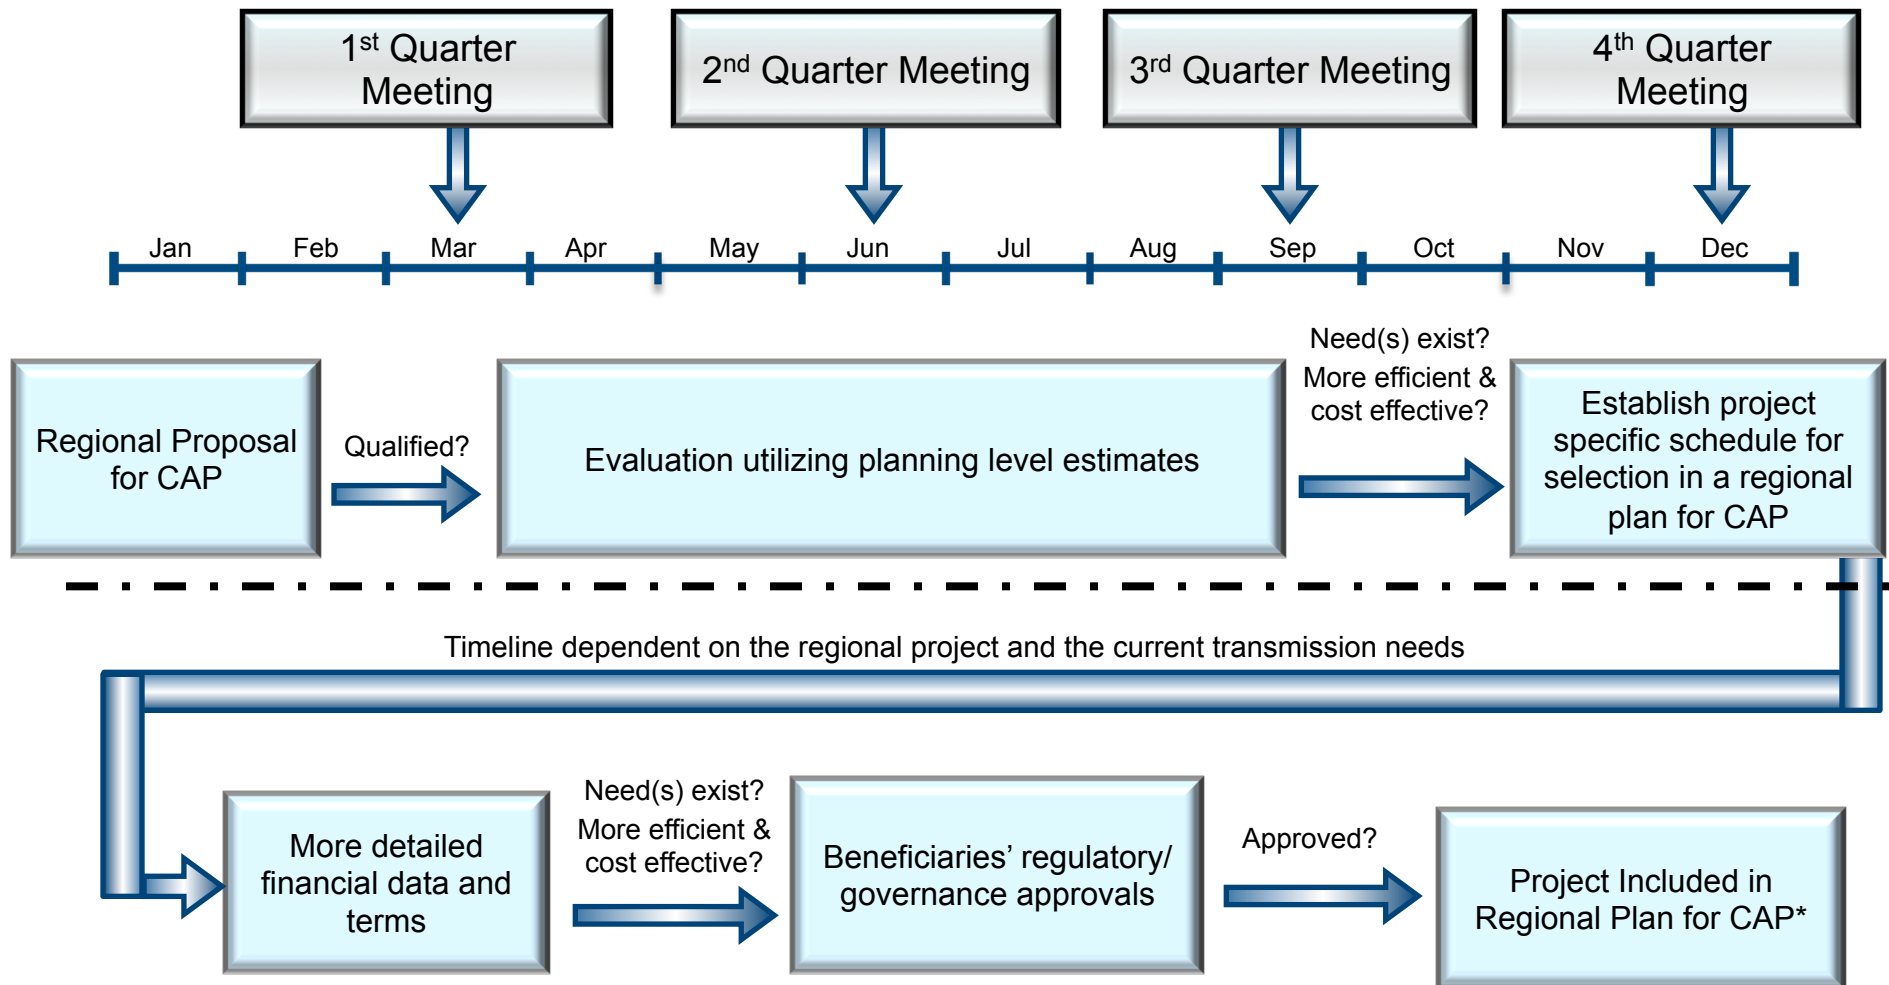 1st Quarter
Meeting
2nd Quarter Meeting
3rd Quarter Meeting
4th Quarter
Meeting
Jan Feb Mar Apr May Jun Jul Aug Sep Oct Nov Dec
Regional Proposal
for CAP
Qualified?
Evaluation utilizing planning level estimates
Need(s) exist?
More efficient &
cost effective?
Establish project
specific schedule for
selection in a regional
plan for CAP
Timeline dependent on the regional project and the current transmission needs
More detailed
financial data and
terms
Need(s) exist?
More efficient &
cost effective?
Beneficiaries’ regulatory/
governance approvals
Approved?
Project Included in
Regional Plan for CAP*